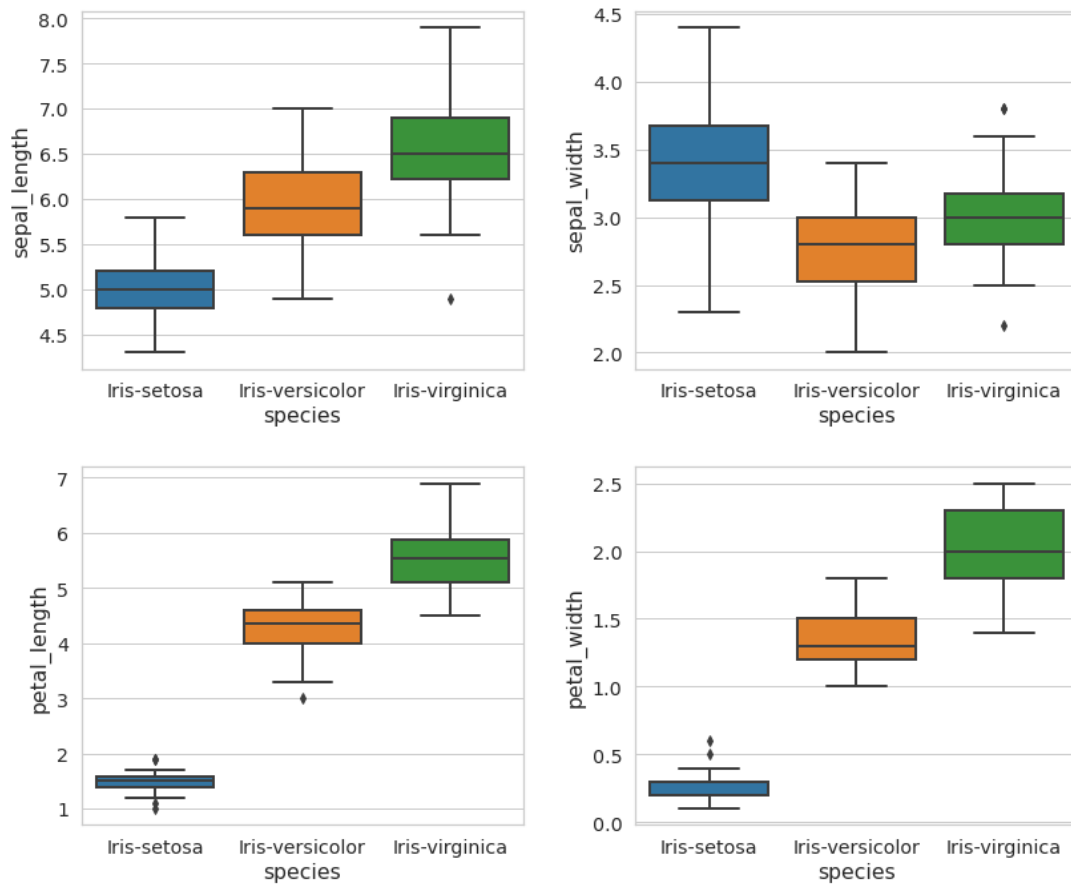 sepal_length
8.0
7.5
7.0
6.5
6.0
5.5
5.0
4.5
Iris-setosa Iris-versicolor Iris-virginica
species
sepal_width
4.5
4.0
3.5
3.0
2.5
2.0
Iris-setosa Iris-versicolor Iris-virginica
species
petal_length
7
6
5
4
3
2
1
Iris-setosa Iris-versicolor Iris-virginica
species
petal_width
2.5
2.0
1.5
1.0
0.5
0.0
Iris-setosa Iris-versicolor Iris-virginica
species